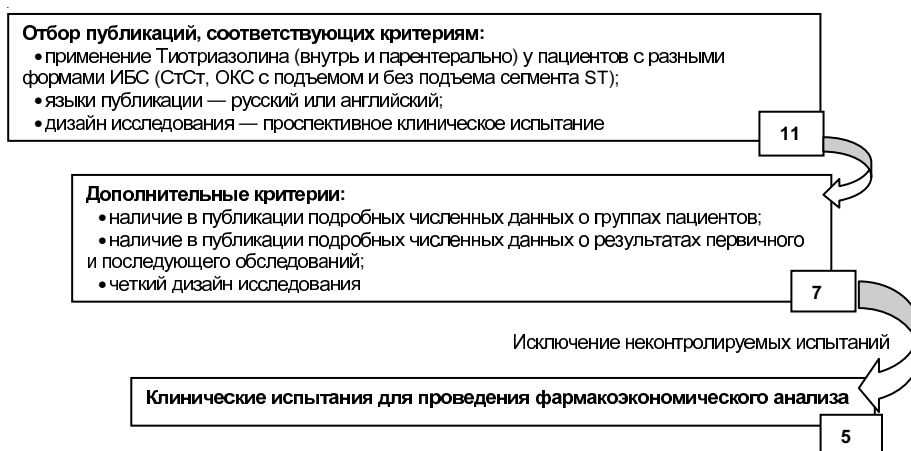 Отбор публикаций, соответствующих критериям:
•применение Тиотриазолина (внутрь и парентерально) у пациентов с разными
формами ИБС (СтСт, ОКС с подъемом и без подъема сегмента ST);
•языки публикации — русский или английский;
•дизайн исследования — проспективное клиническое испытание
11
Дополнительные критерии:
•наличие в публикации подробных численных данных о группах пациентов;
•наличие в публикации подробных численных данных о результатах первичного
и последующего обследований;
•четкий дизайн исследования
7
Исключение неконтролируемых испытаний
Клинические испытания для проведения фармакоэкономического анализа
5